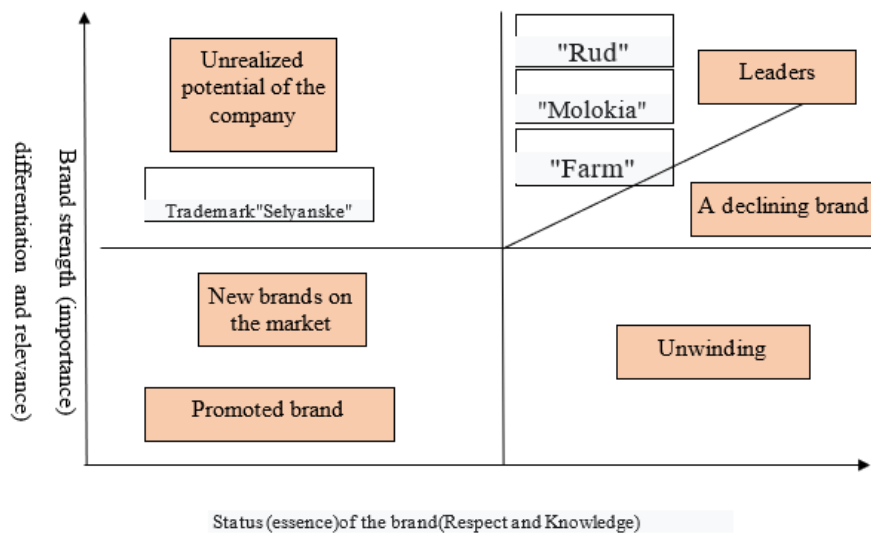 Unrealized
potential of the
company
Trademark"Selyanske"
"Rud"
"Molokia"
"Farm"
Leaders
A declining brand
New brands on
the market
Promoted brand
Unwinding
Brand strength (importance)
differentiation and relevance)
Status (essence)of the brand(Respect and Knowledge)